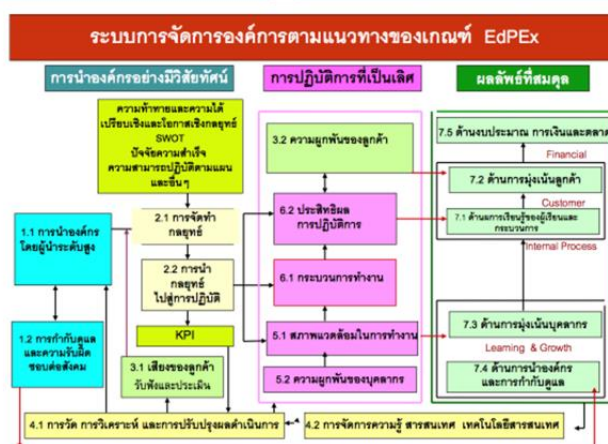 ระบบการจัดการองค์การตามแนวทางของเกณฑ์ EdPEx
การนำองค์กรอย่างมีวิสัยทัศน์
การปฏิบัติการที่เป็นเลิศ
ผลลัพธ์ที่สมดุล
ความท้าทายและความได้
เปรียบเชิงและโอกาสเชิงกลยุทธ์
SWOT
ปัจจัยความสำเร็จ
ความสามารถปฏิบัติตามแผน
และอื่นๆ
1.1 การนำองค์กร
โดยผู้นำระดับสูง
1.2 การกำกับดูแล
และความรับผิด
ชอบต่อสังคม
2.1 การจัดทำ
กลยุทธ์
2.2 การนำ
กลยุทธ์
ไปสู่การปฏิบัติ
KPI
3.1 เสียงของลูกค้า
รับฟังและประเมิน
3.2 ความผูกพันของลูกค้า
6.2 ประสิทธิผล
การปฏิบัติการ
6.1 กระบวนการทำงาน
5.1 สภาพแวดล้อมในการทำงาน
5.2 ความผูกพันของบุคลากร
7.5 ด้านงบประมาณ การเงินและตลาด
Financial
7.2 ด้านการมุ่งเน้นลูกค้า
Customer
7.1 ด้านผลการเรียนรู้ของผู้เรียนและ
กระบวนการ
Internal Process
7.3 ด้านการมุ่งเน้นบุคลากร
Learning & Growth
7.4 ด้านการนำองค์กร
และการกำกับดูแล
4.1 การวัด การวิเคราะห์ และการปรับปรุงผลดำเนินการ
4.2 การจัดการความรู้ สารสนเทศ เทคโนโลยีสารสนเทศ